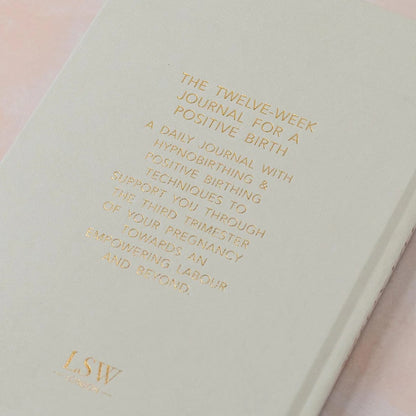 THE TWELVE-WEEK
JOURNAL FOR A
POSITIVE BIRTH
A DAILY JOURNAL WITH
HYPNOBIRTHING &
POSITIVE BIRTHING
TECHNIQUES TO
SUPPORT YOU THROUGH
THE THIRD TRIMESTER
OF YOUR PREGNANCY
TOWARDS AN
EMPOWERING LABOUR
AND BEYOND.
LSW